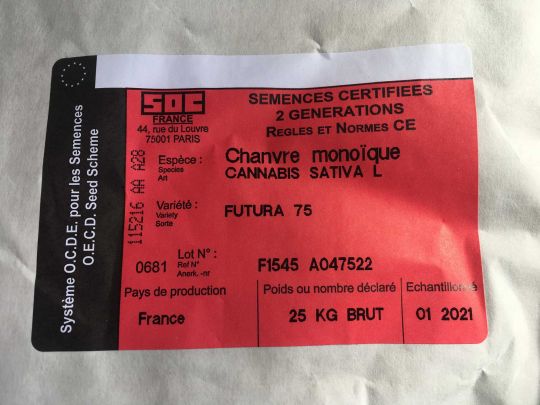 Système O.C.D.E. pour les Semences
O.E.C.D. Seed Scheme
115216 AA A28
SOC
FRANCE
44, rue du Louvre
75001 PARIS
SEMENCES CERTIFIEES
2 GENERATIONS
REGLES ET NORMES CE
Espèce :
Species
Art
Chanvre monoïque
CANNABIS SATIVA L
Variété :
Variety
Sorte
FUTURA 75
0681
Lot N° :
Ref N°
Anerk. -nr
F1545 A047522
Pays de production
France
Poids ou nombre déclaré
25 KG BRUT
Echantillonné
01 2021